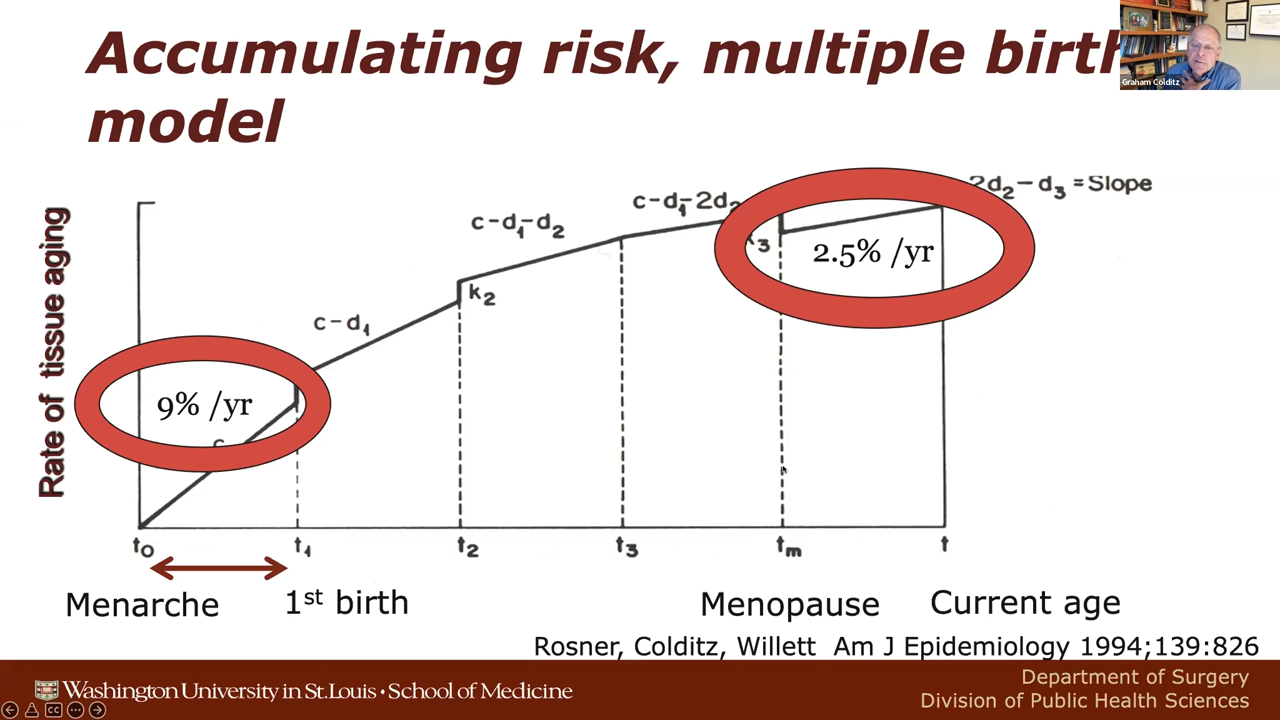 Accumulating risk, multiple birth
model
Graham Colditz
Rate of tissue aging
2d₂ – d₃ = Slope
c-d₁-2d₂
c-d₁-d₂
k₃
2.5% /yr
k₂
c-d₁
9% /yr
c
t₀ t₁ t₂ t₃ tₘ t
Menarche 1st birth Menopause Current age
Rosner, Colditz, Willett Am J Epidemiology 1994;139:826
Washington University in St. Louis • School of Medicine
Department of Surgery
Division of Public Health Sciences